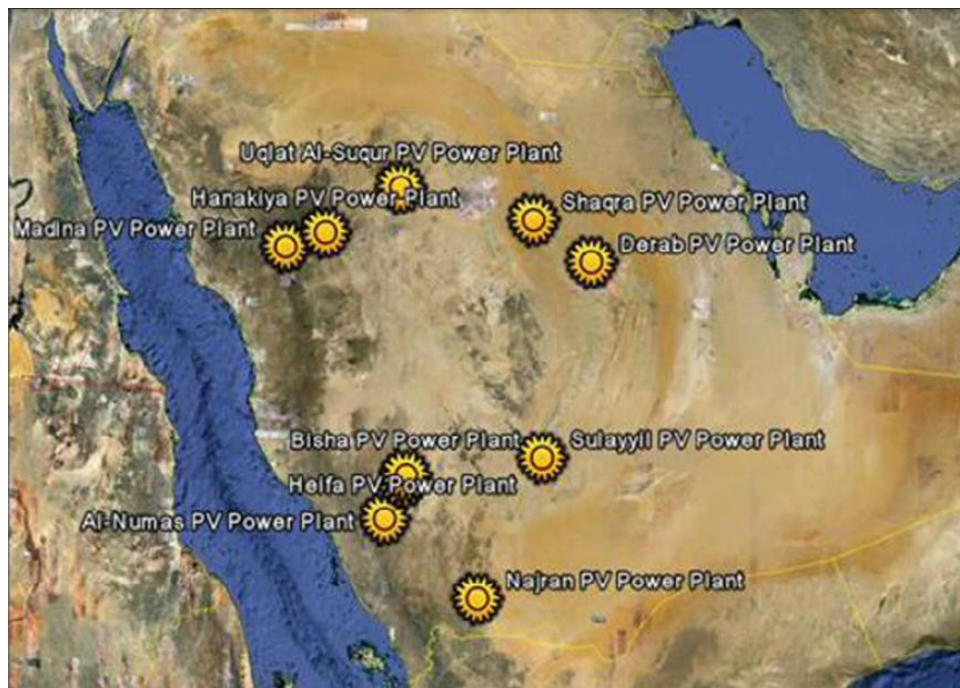 Uqlat Al-Suqur PV Power Plant
Hanakiya PV Power Plant
Shaqra PV Power Plant
Madina PV Power Plant
Derab PV Power Plant
Bisha PV Power Plant
Sulayyil PV Power Plant
Heifa PV Power Plant
Al-Numas PV Power Plant
Najran PV Power Plant